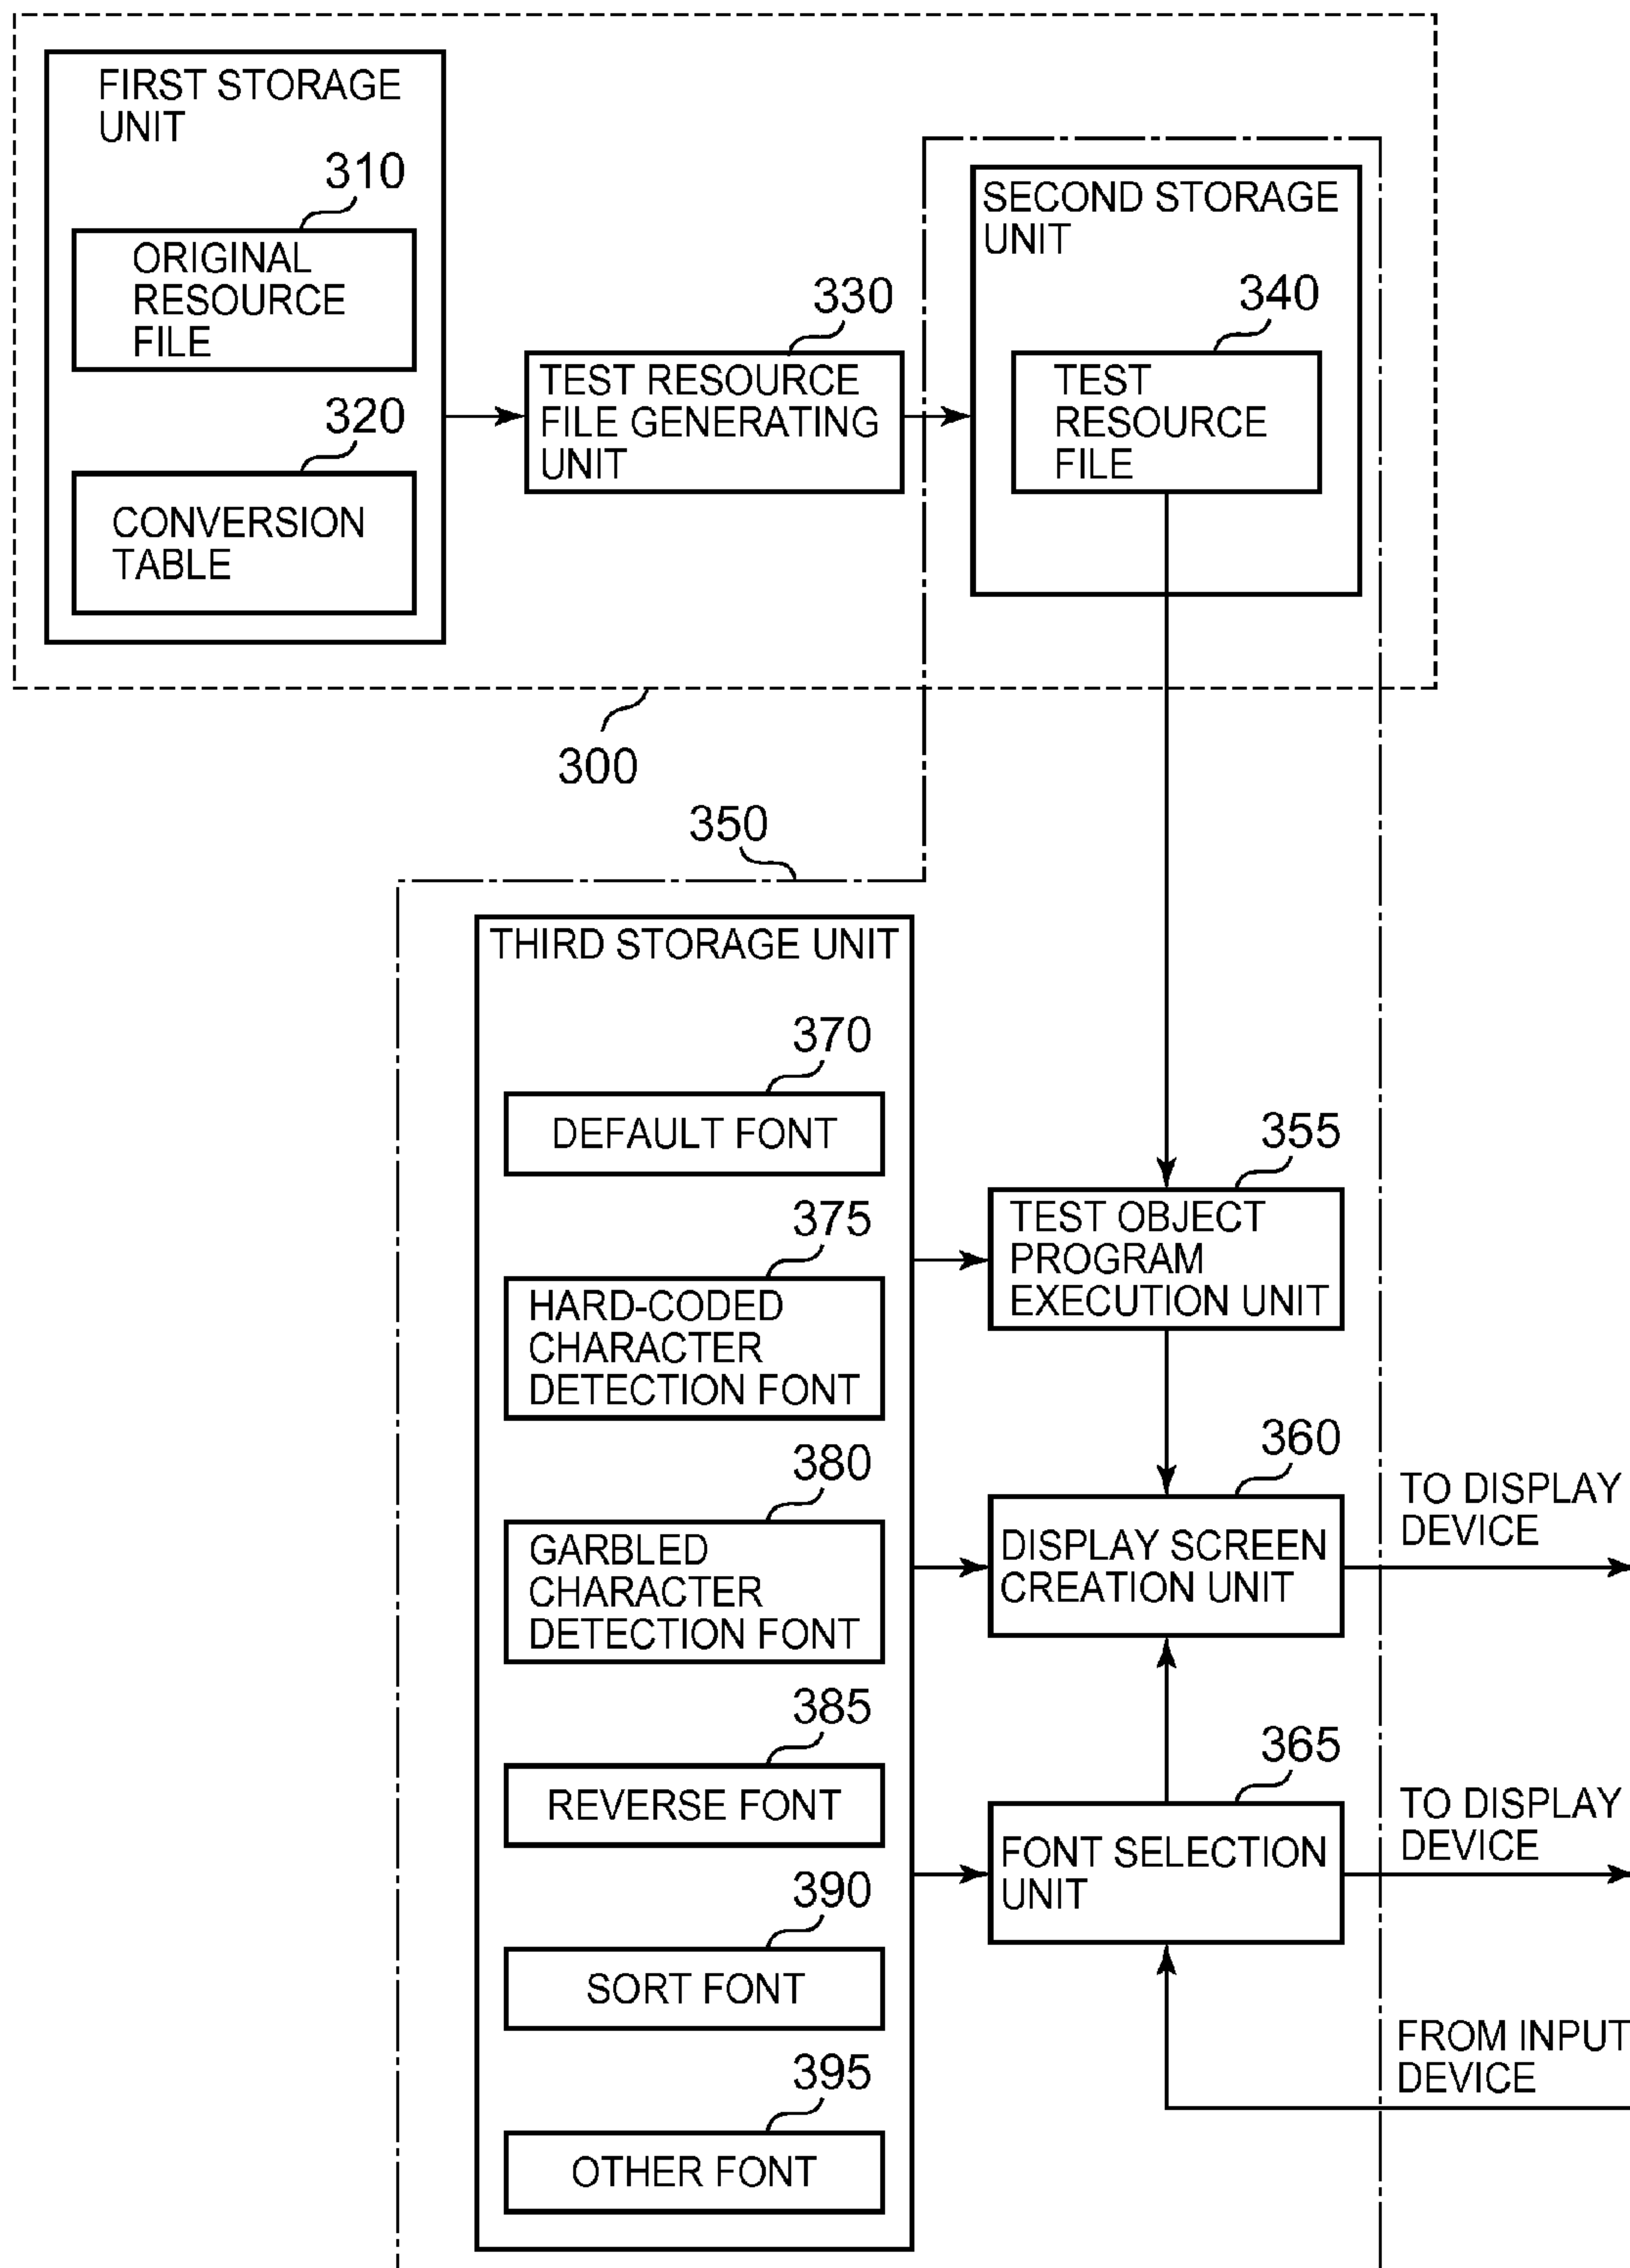 FIRST STORAGE
UNIT
310
ORIGINAL
RESOURCE
FILE
320
CONVERSION
TABLE
330
TEST RESOURCE
FILE GENERATING
UNIT
SECOND STORAGE
UNIT
340
TEST
RESOURCE
FILE
300
350
THIRD STORAGE UNIT
370
DEFAULT FONT
375
HARD-CODED
CHARACTER
DETECTION FONT
380
GARBLED
CHARACTER
DETECTION FONT
385
REVERSE FONT
390
SORT FONT
395
OTHER FONT
355
TEST OBJECT
PROGRAM
EXECUTION UNIT
360
DISPLAY SCREEN
CREATION UNIT
TO DISPLAY
DEVICE
365
FONT SELECTION
UNIT
TO DISPLAY
DEVICE
FROM INPUT
DEVICE